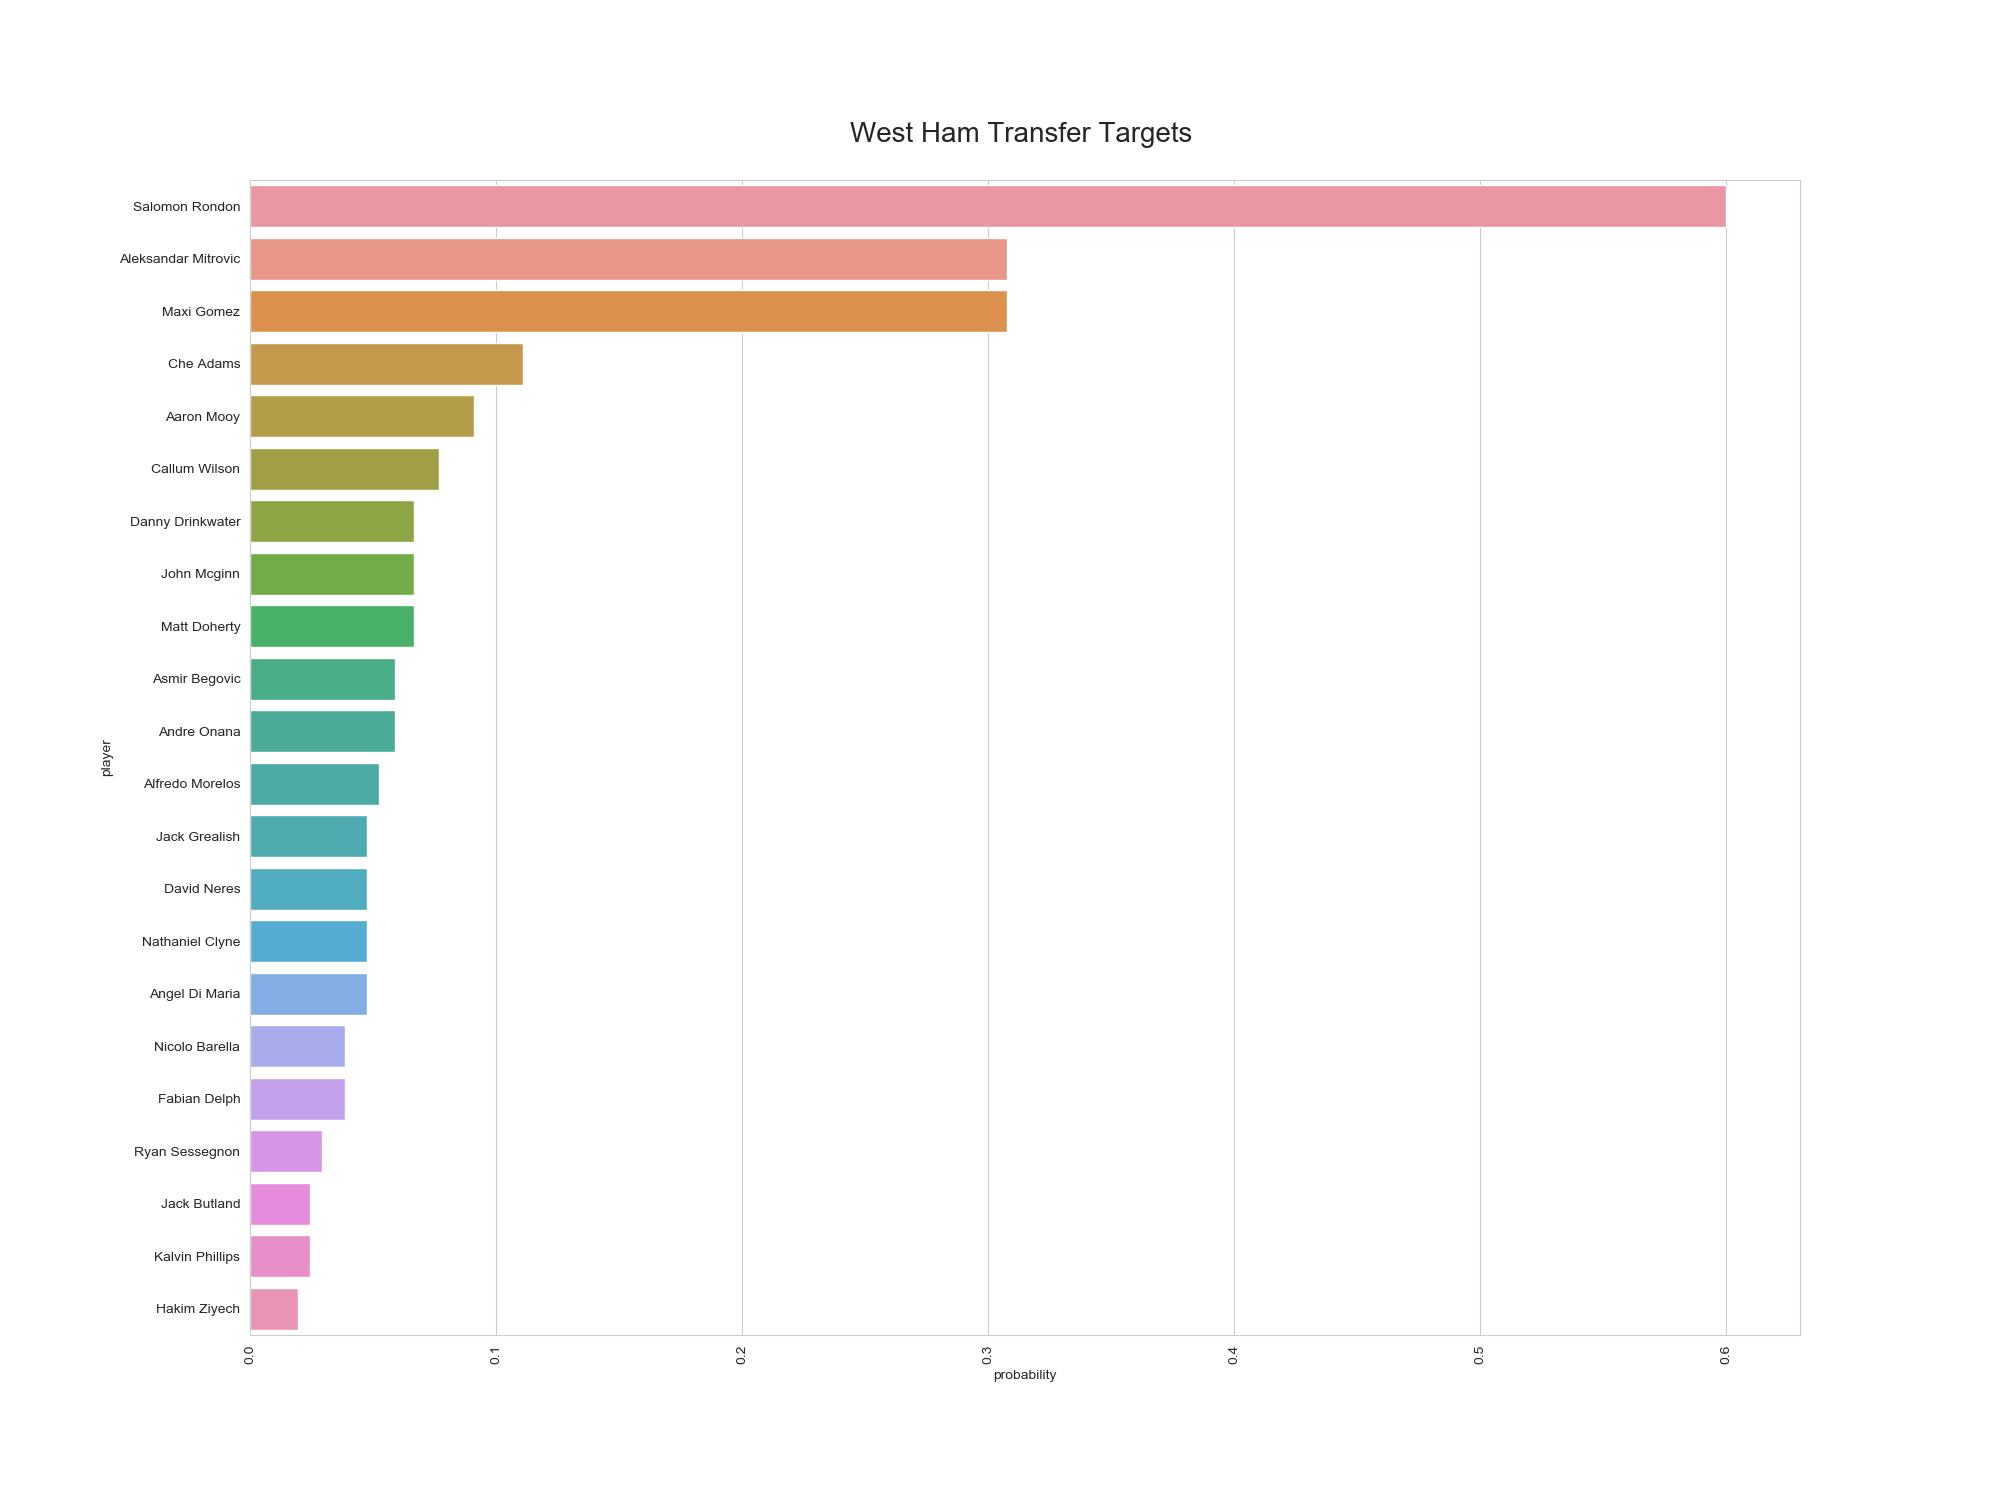 West Ham Transfer Targets
Salomon Rondon
Aleksandar Mitrovic
Maxi Gomez
Che Adams
Aaron Mooy
Callum Wilson
Danny Drinkwater
John Mcginn
Matt Doherty
Asmir Begovic
Andre Onana
Alfredo Morelos
Jack Grealish
David Neres
Nathaniel Clyne
Angel Di Maria
Nicolo Barella
Fabian Delph
Ryan Sessegnon
Jack Butland
Kalvin Phillips
Hakim Ziyech
player
0.0 0.1 0.2 0.3 0.4 0.5 0.6
probability